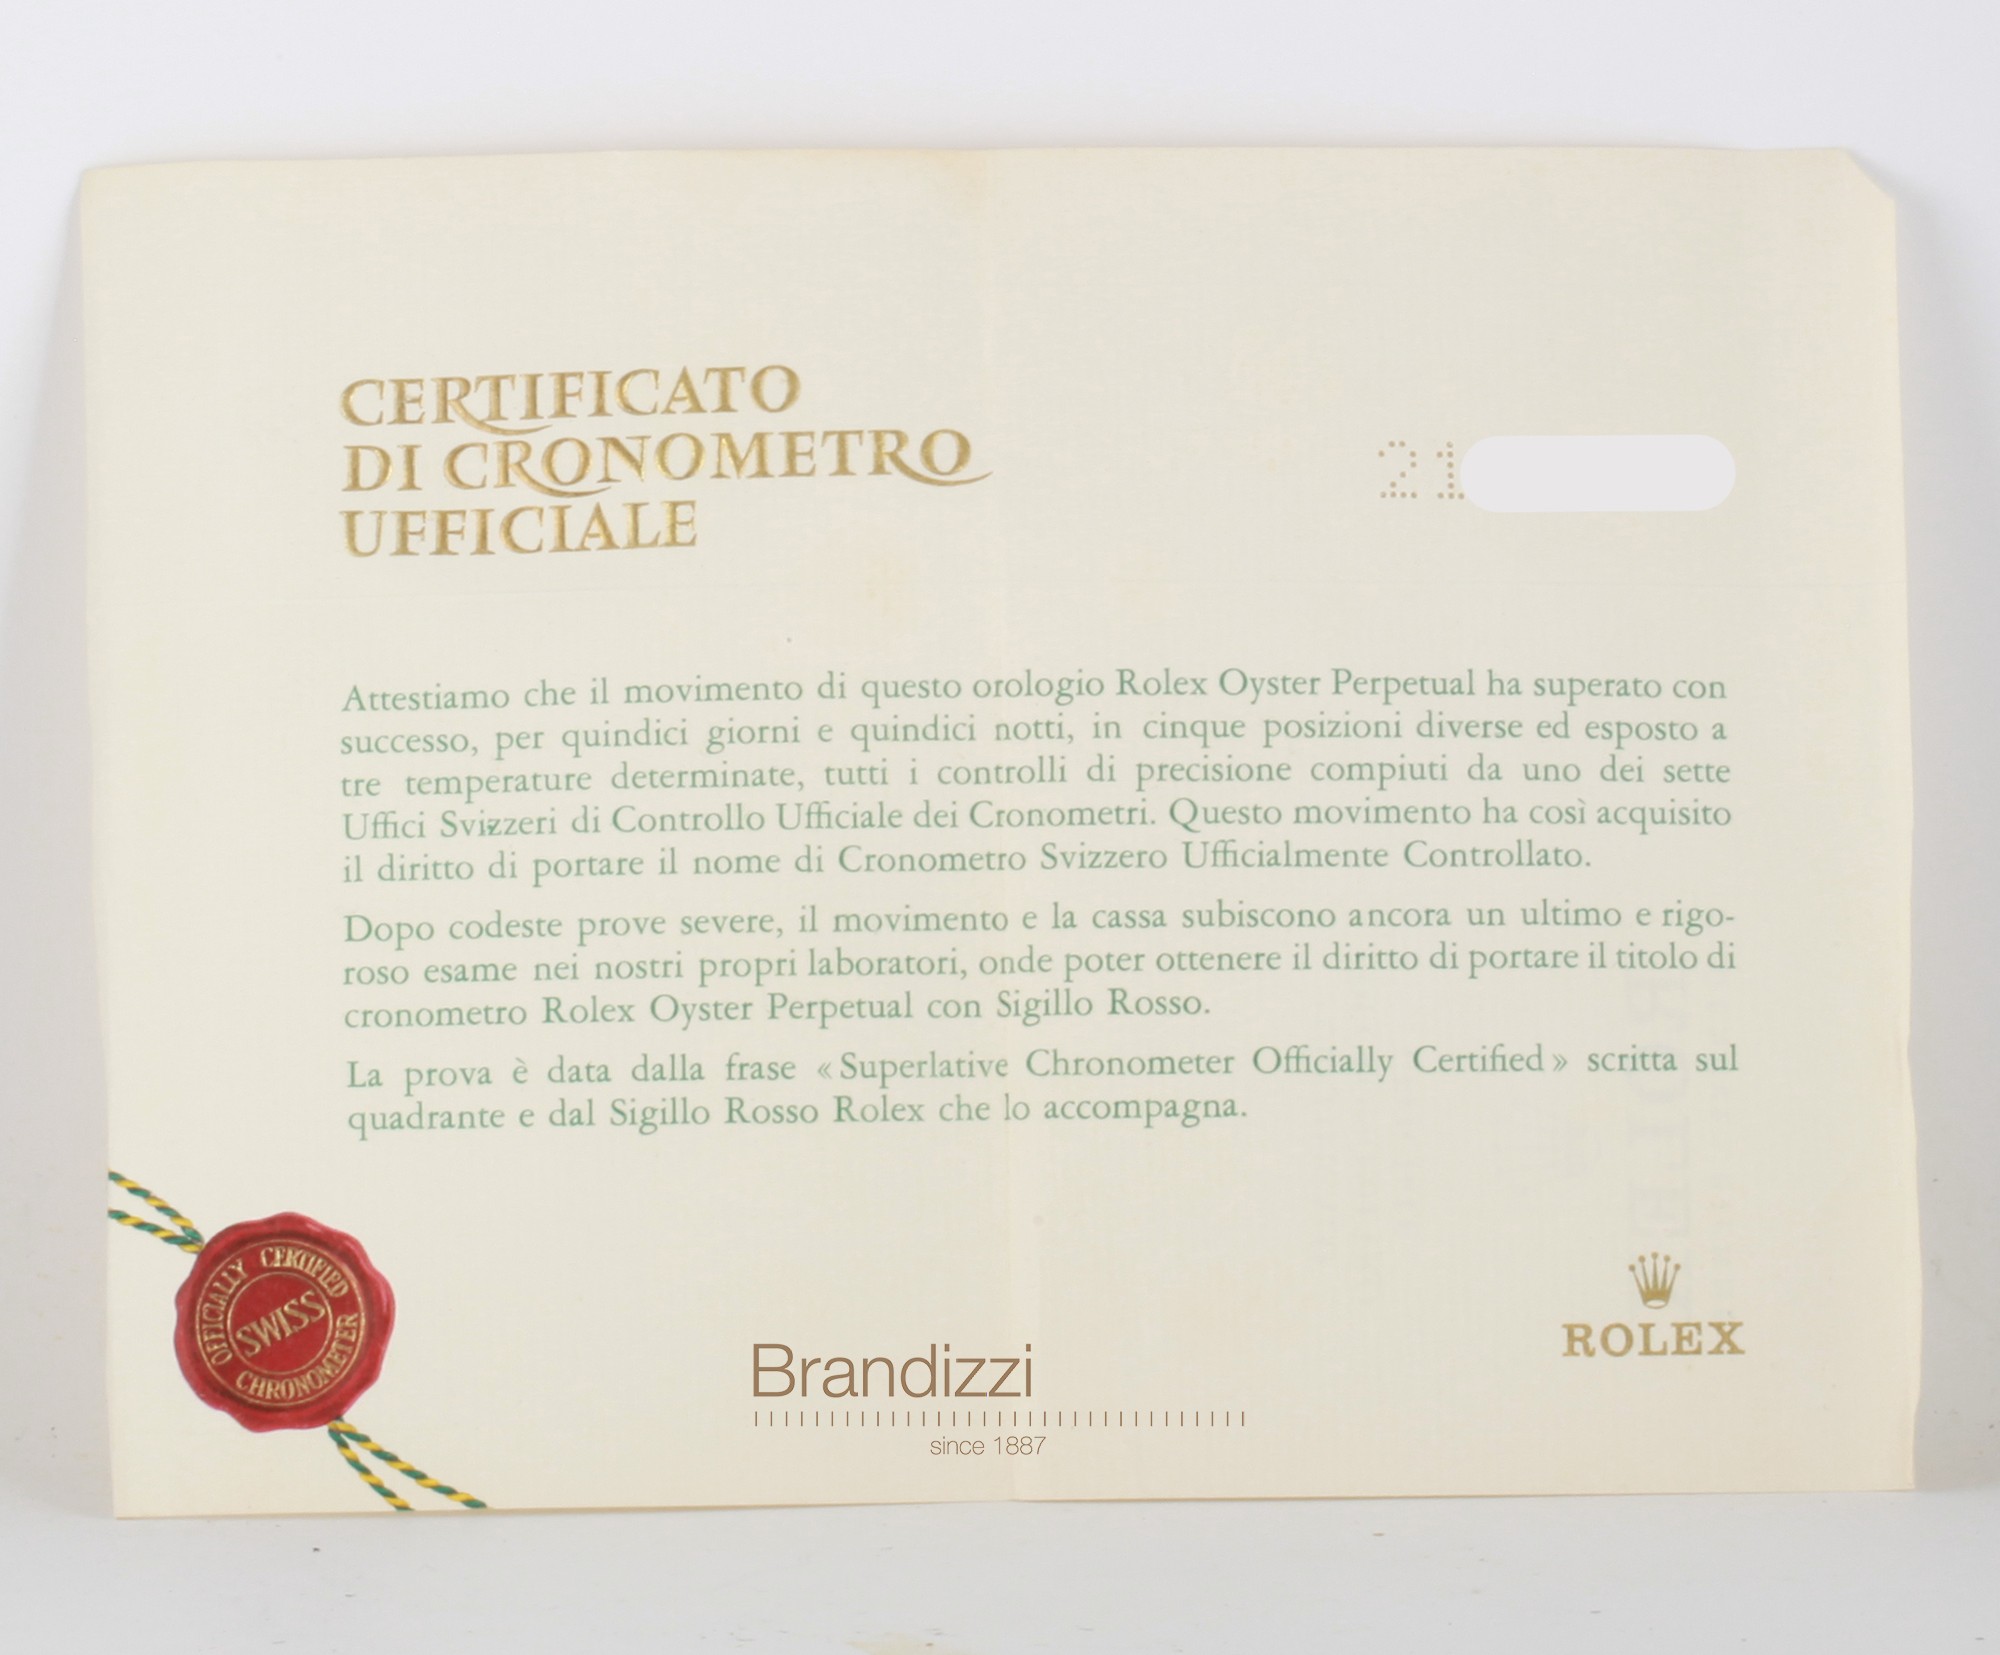 CERTIFICATO
DI CRONOMETRO
UFFICIALE
21
Attestiamo che il movimento di questo orologio Rolex Oyster Perpetual ha superato con
successo, per quindici giorni e quindici notti, in cinque posizioni diverse ed esposto a
tre temperature determinate, tutti i controlli di precisione compiuti da uno dei sette
Uffici Svizzeri di Controllo Ufficiale dei Cronometri. Questo movimento ha così acquisito
il diritto di portare il nome di Cronometro Svizzero Ufficialmente Controllato.
Dopo codeste prove severe, il movimento e la cassa subiscono ancora un ultimo e rigo-
roso esame nei nostri propri laboratori, onde poter ottenere il diritto di portare il titolo di
cronometro Rolex Oyster Perpetual con Sigillo Rosso.
La prova è data dalla frase «Superlative Chronometer Officially Certified» scritta sul
quadrante e dal Sigillo Rosso Rolex che lo accompagna.
OFFICIALLY CERTIFIED
SWISS
CHRONOMETER
ROLEX
Brandizzi
since 1887